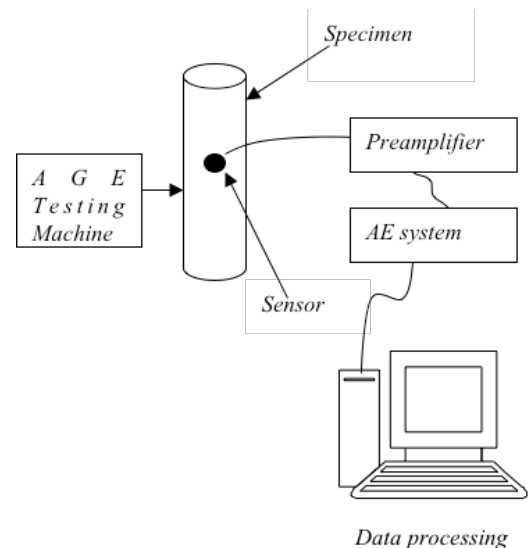 Specimen
Preamplifier
A G E
Testing
Machine
AE system
Sensor
Data processing